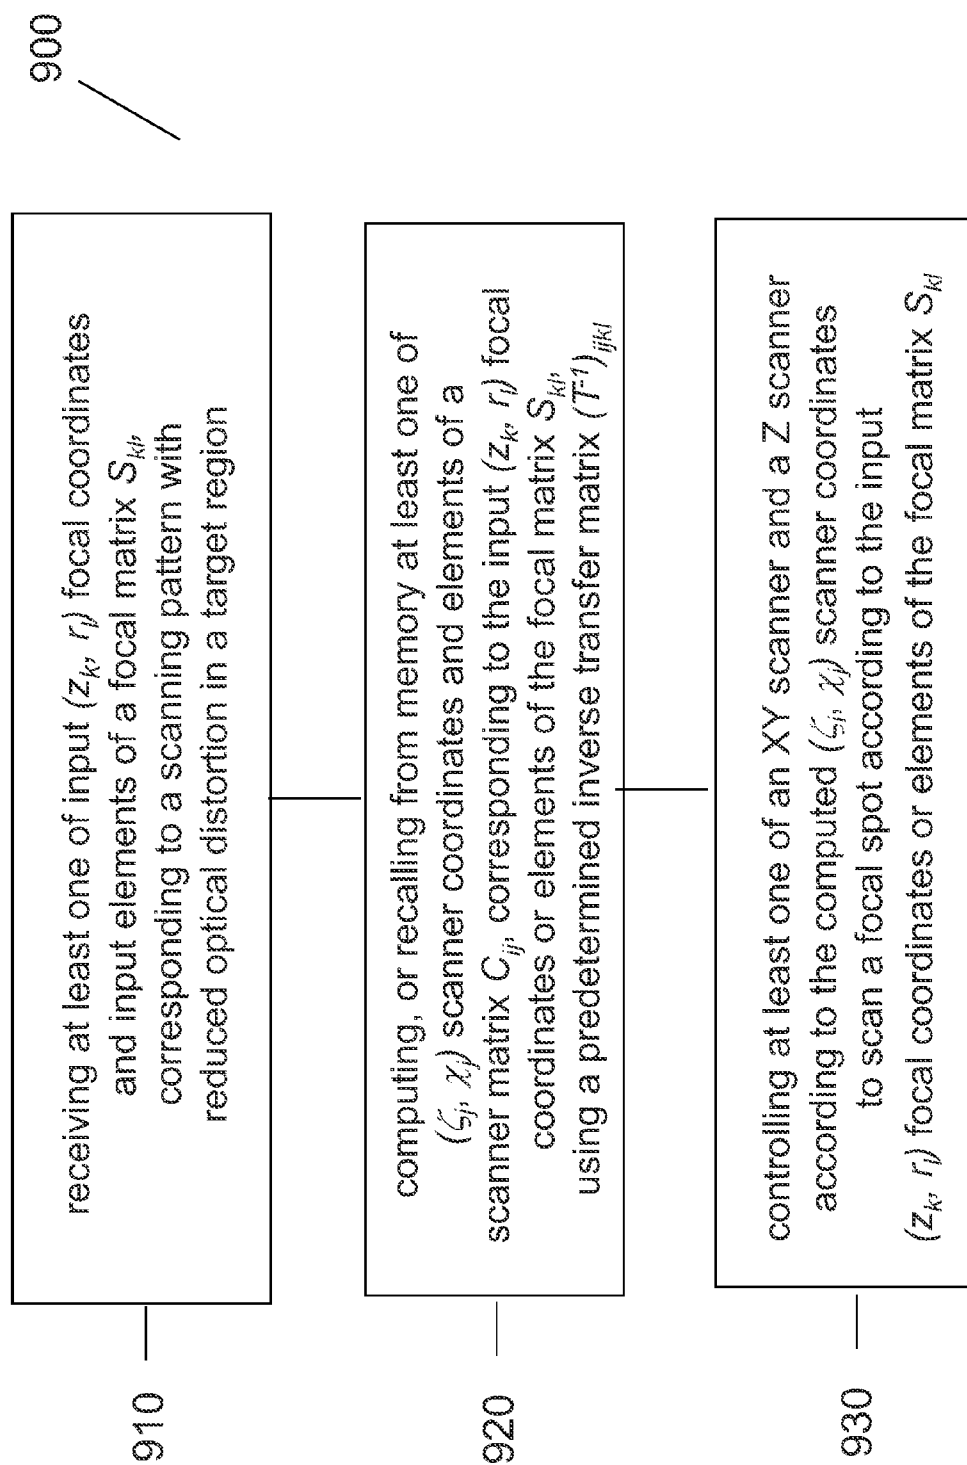 900
910
receiving at least one of input (z_k, r_l) focal coordinates
and input elements of a focal matrix S_kl,
corresponding to a scanning pattern with
reduced optical distortion in a target region
920
computing, or recalling from memory at least one of
(ζ_i, χ_j) scanner coordinates and elements of a
scanner matrix C_ij, corresponding to the input (z_k, r_l) focal
coordinates or elements of the focal matrix S_kl,
using a predetermined inverse transfer matrix (T^-1)_ijkl
930
controlling at least one of an XY scanner and a Z scanner
according to the computed (ζ_i, χ_j) scanner coordinates
to scan a focal spot according to the input
(z_k, r_l) focal coordinates or elements of the focal matrix S_kl